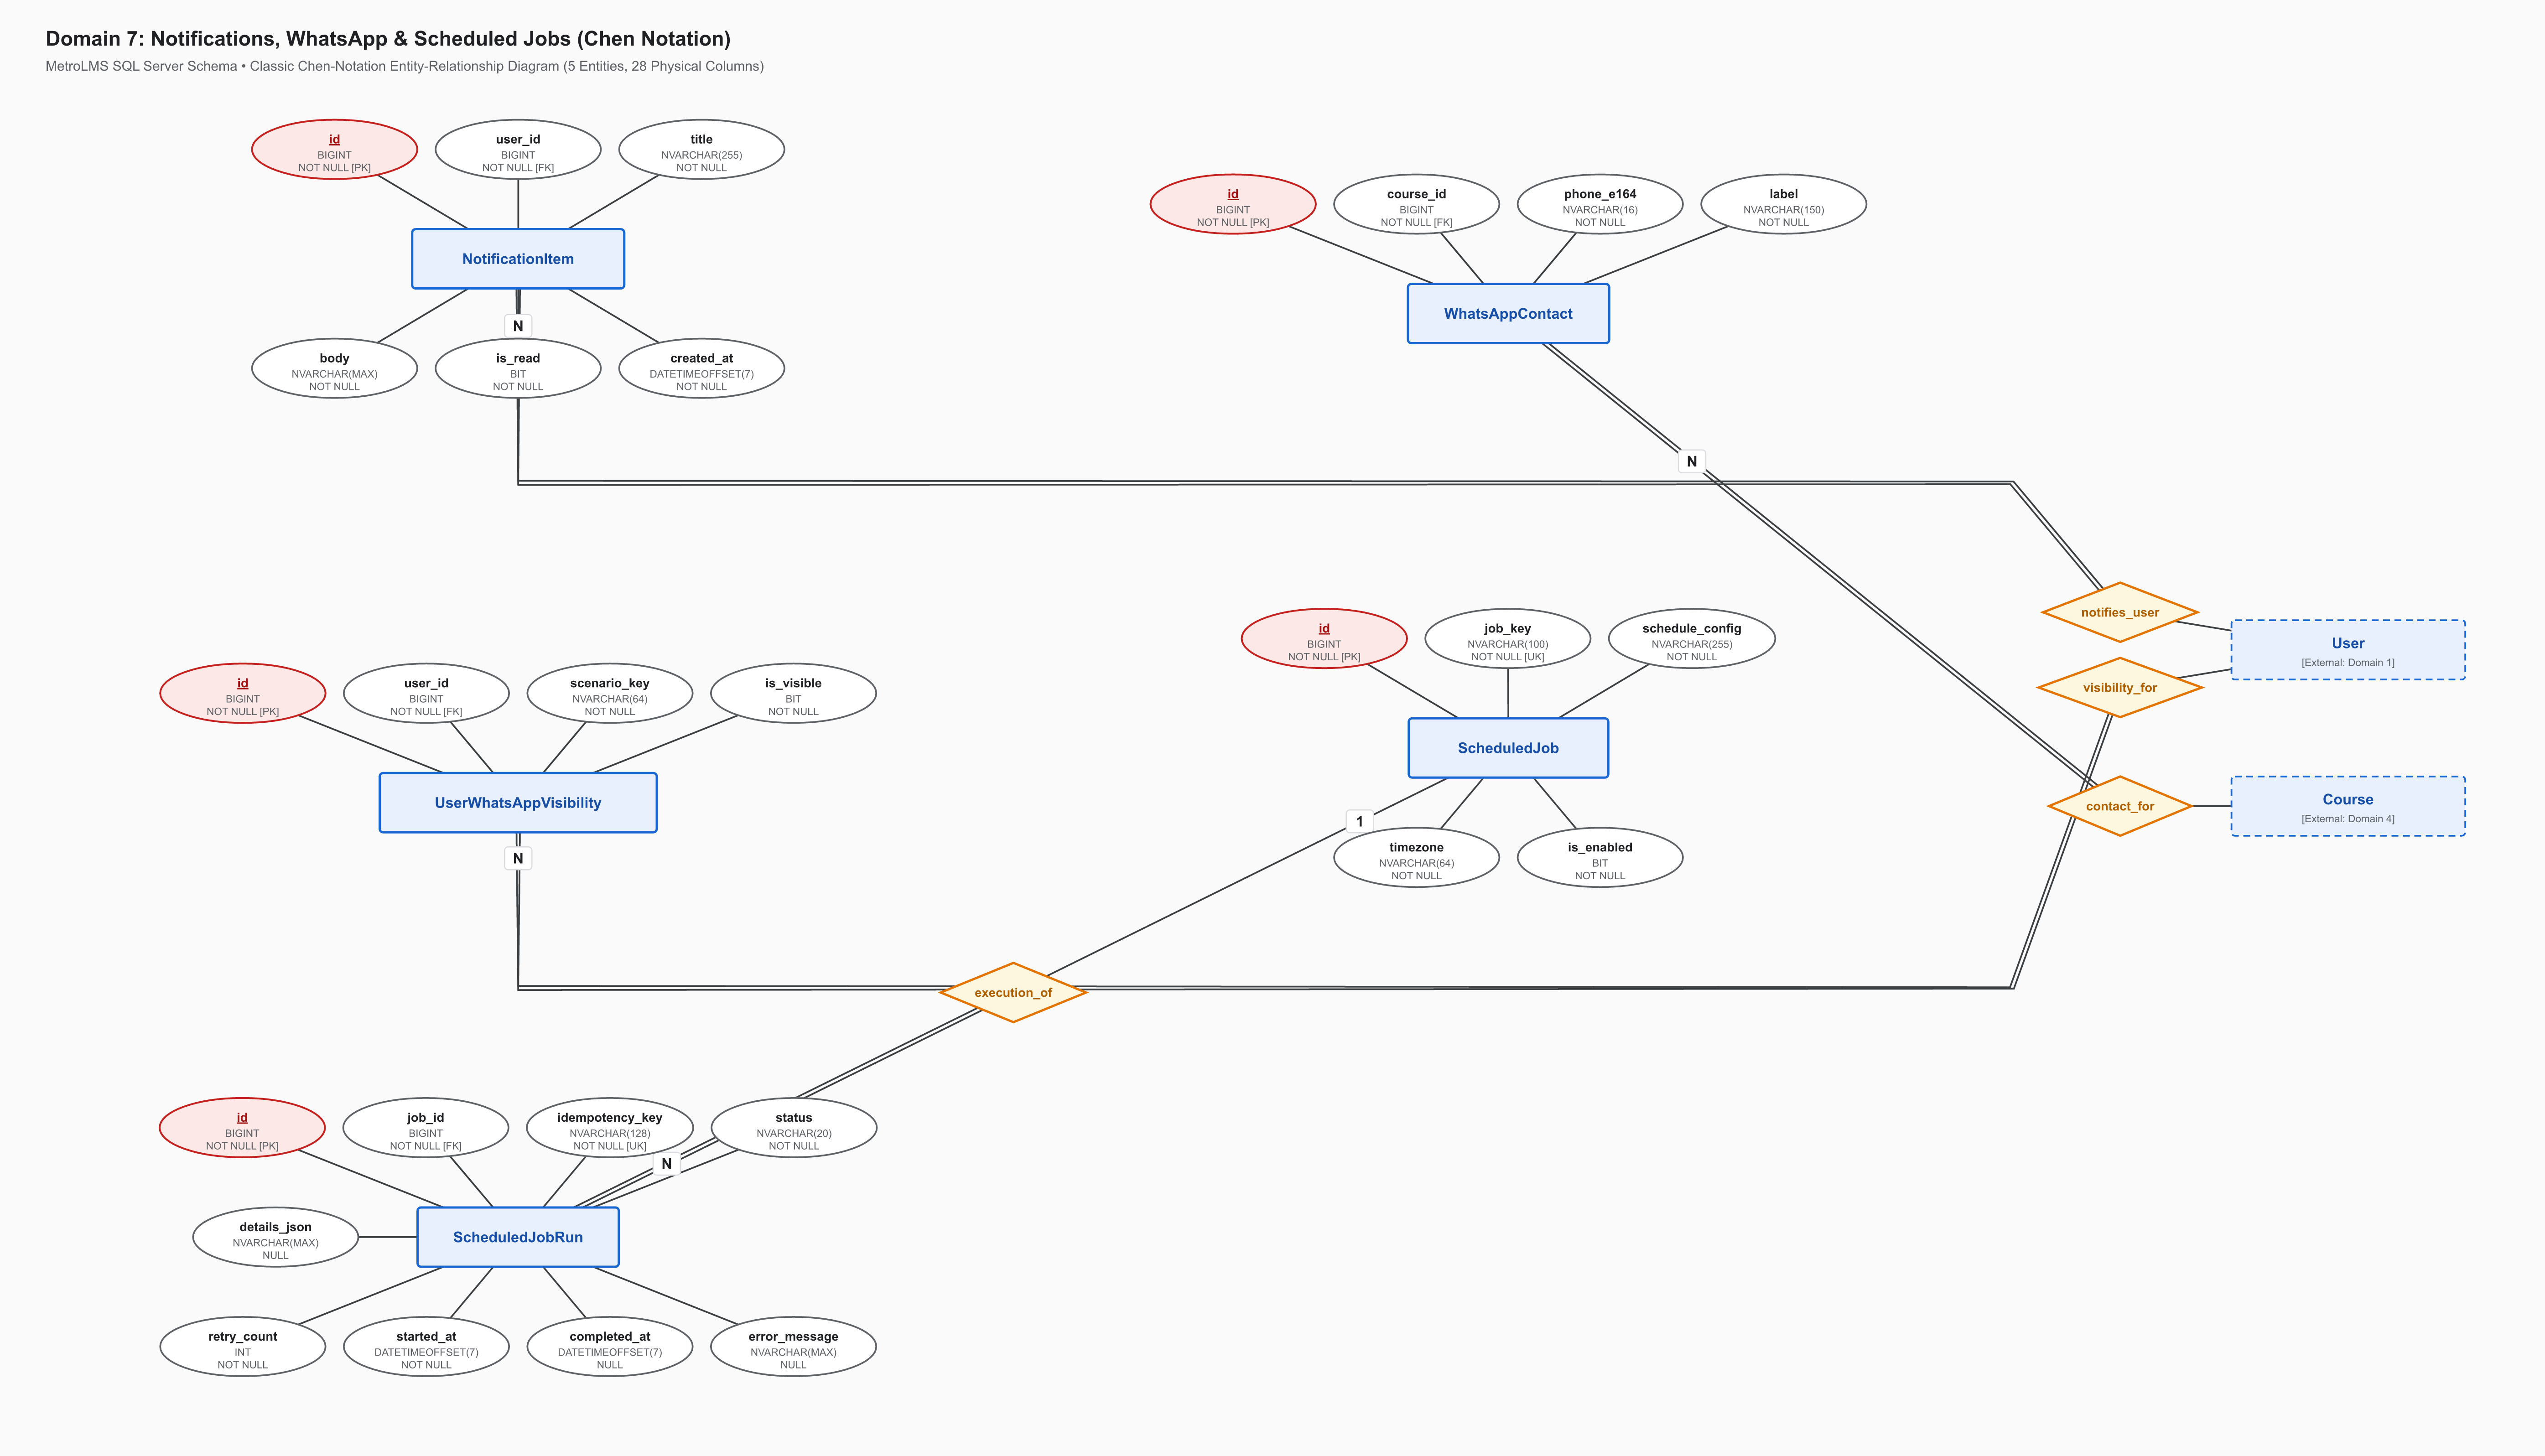 Domain 7: Notifications, WhatsApp & Scheduled Jobs (Chen Notation)
MetroLMS SQL Server Schema • Classic Chen-Notation Entity-Relationship Diagram (5 Entities, 28 Physical Columns)
id
BIGINT
NOT NULL [PK]
user_id
BIGINT
NOT NULL [FK]
title
NVARCHAR(255)
NOT NULL
NotificationItem
N
body
NVARCHAR(MAX)
NOT NULL
is_read
BIT
NOT NULL
created_at
DATETIMEOFFSET(7)
NOT NULL
id
BIGINT
NOT NULL [PK]
course_id
BIGINT
NOT NULL [FK]
phone_e164
NVARCHAR(16)
NOT NULL
label
NVARCHAR(150)
NOT NULL
WhatsAppContact
N
notifies_user
User
[External: Domain 1]
visibility_for
contact_for
Course
[External: Domain 4]
id
BIGINT
NOT NULL [PK]
user_id
BIGINT
NOT NULL [FK]
scenario_key
NVARCHAR(64)
NOT NULL
is_visible
BIT
NOT NULL
UserWhatsAppVisibility
N
id
BIGINT
NOT NULL [PK]
job_key
NVARCHAR(100)
NOT NULL [UK]
schedule_config
NVARCHAR(255)
NOT NULL
ScheduledJob
1
timezone
NVARCHAR(64)
NOT NULL
is_enabled
BIT
NOT NULL
execution_of
id
BIGINT
NOT NULL [PK]
job_id
BIGINT
NOT NULL [FK]
idempotency_key
NVARCHAR(128)
NOT NULL [UK]
status
NVARCHAR(20)
NOT NULL
N
details_json
NVARCHAR(MAX)
NULL
ScheduledJobRun
retry_count
INT
NOT NULL
started_at
DATETIMEOFFSET(7)
NOT NULL
completed_at
DATETIMEOFFSET(7)
NULL
error_message
NVARCHAR(MAX)
NULL